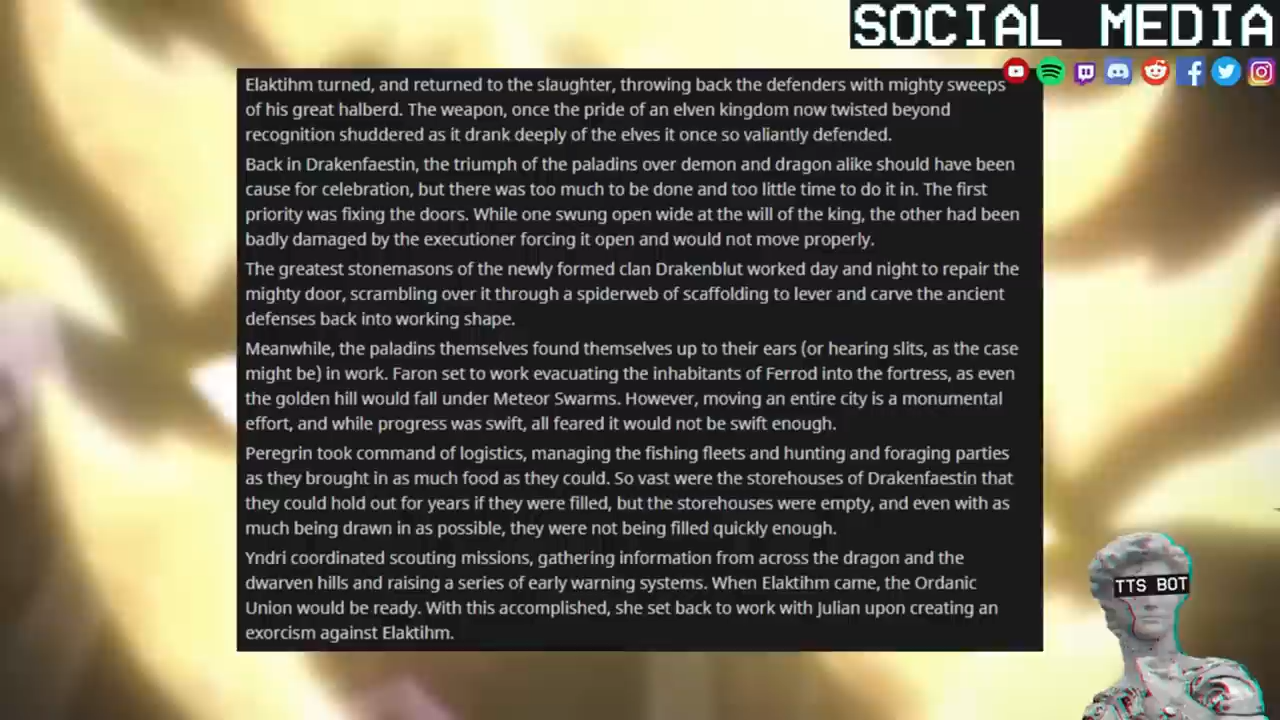 SOCIAL MEDIA
Elaktihm turned, and returned to the slaughter, throwing back the defenders with mighty sweeps
of his great halberd. The weapon, once the pride of an elven kingdom now twisted beyond
recognition shuddered as it drank deeply of the elves it once so valiantly defended.
Back in Drakenfaestin, the triumph of the paladins over demon and dragon alike should have been
cause for celebration, but there was too much to be done and too little time to do it in. The first
priority was fixing the doors. While one swung open wide at the will of the king, the other had been
badly damaged by the executioner forcing it open and would not move properly.
The greatest stonemasons of the newly formed clan Drakenblut worked day and night to repair the
mighty door, scrambling over it through a spiderweb of scaffolding to lever and carve the ancient
defenses back into working shape.
Meanwhile, the paladins themselves found themselves up to their ears (or hearing slits, as the case
might be) in work. Faron set to work evacuating the inhabitants of Ferrod into the fortress, as even
the golden hill would fall under Meteor Swarms. However, moving an entire city is a monumental
effort, and while progress was swift, all feared it would not be swift enough.
Peregrin took command of logistics, managing the fishing fleets and hunting and foraging parties
as they brought in as much food as they could. So vast were the storehouses of Drakenfaestin that
they could hold out for years if they were filled, but the storehouses were empty, and even with as
much being drawn in as possible, they were not being filled quickly enough.
Yndri coordinated scouting missions, gathering information from across the dragon and the
dwarven hills and raising a series of early warning systems. When Elaktihm came, the Ordanic
Union would be ready. With this accomplished, she set back to work with Julian upon creating an
exorcism against Elaktihm.
TTS BOT